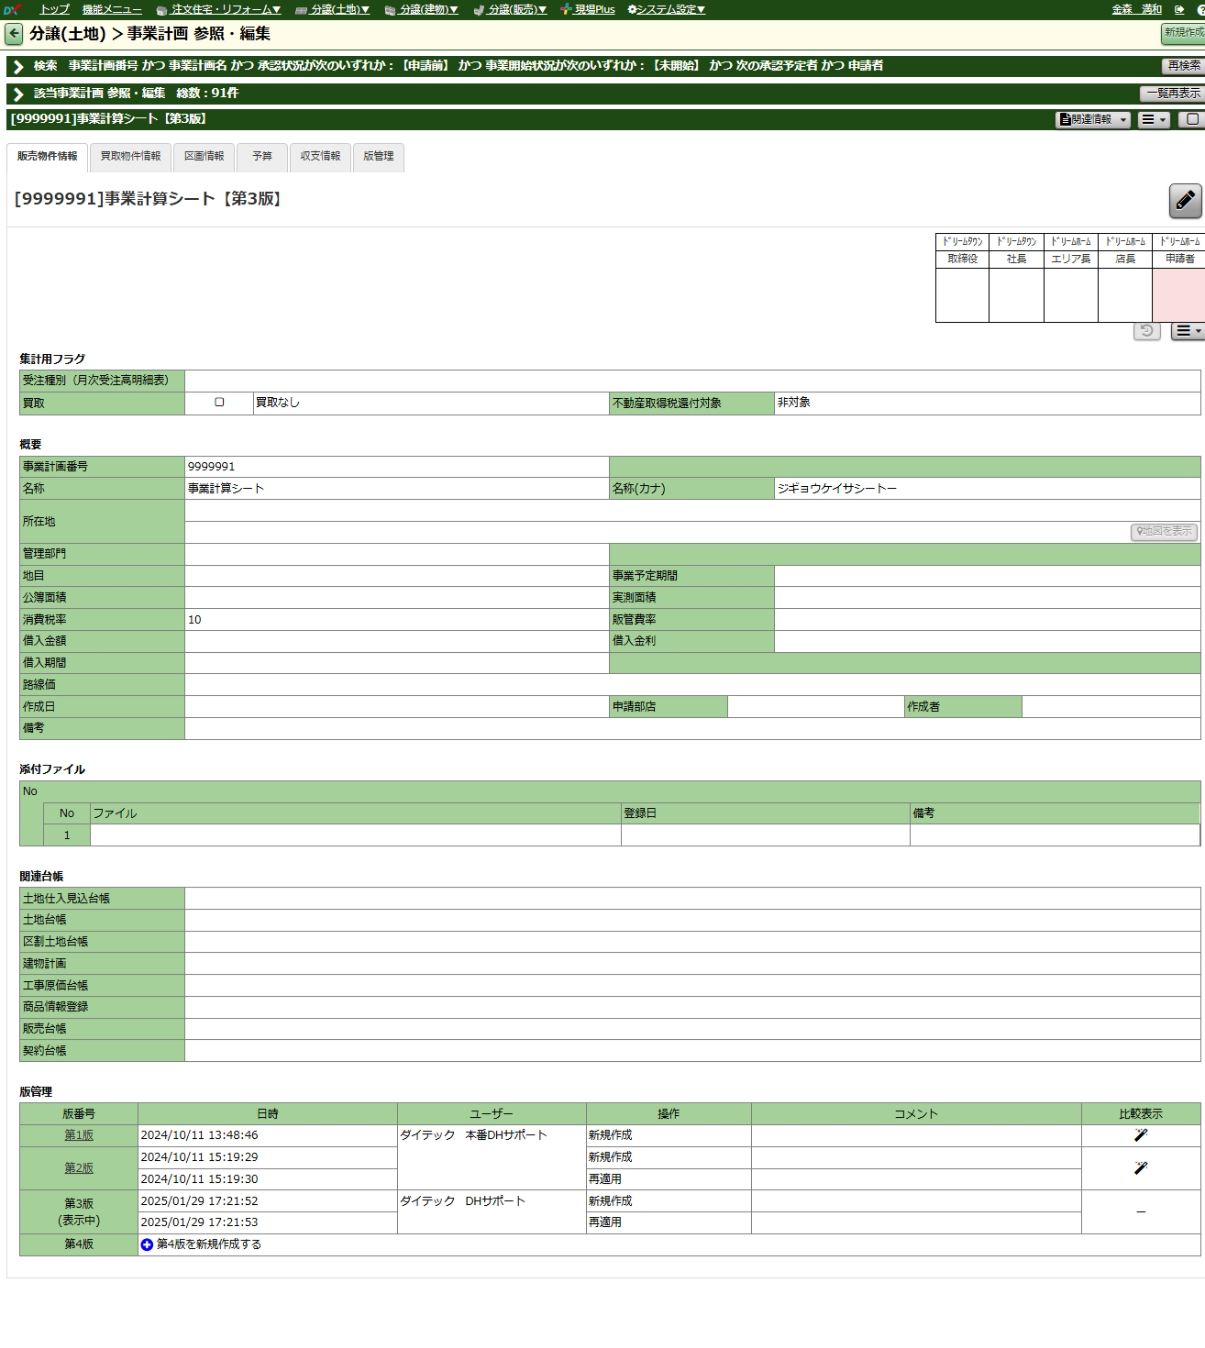 DX トップ 機能メニュー 注文住宅・リフォーム▼ 分譲(土地)▼ 分譲(建物)▼ 分譲(販売)▼ 現場Plus システム設定▼ 金森 満和
分譲(土地) > 事業計画 参照・編集 新規作成
検索 事業計画番号 かつ 事業計画名 かつ 承認状況が次のいずれか：【申請前】 かつ 事業開始状況が次のいずれか：【未開始】 かつ 次の承認予定者 かつ 申請者 再検索
該当事業計画 参照・編集 総数：91件 一覧再表示
[9999991]事業計算シート【第3版】 関連情報
販売物件情報 買取物件情報 区画情報 予算 収支情報 版管理
[9999991]事業計算シート【第3版】
ﾄﾞﾘｰﾑﾀｳﾝ ﾄﾞﾘｰﾑﾀｳﾝ ﾄﾞﾘｰﾑﾎｰﾑ ﾄﾞﾘｰﾑﾎｰﾑ ﾄﾞﾘｰﾑﾎｰﾑ
取締役 社長 エリア長 店長 申請者
集計用フラグ
受注種別（月次受注高明細表）
買取 買取なし 不動産取得税還付対象 非対象
概要
事業計画番号 9999991
名称 事業計算シート 名称(カナ) ジギョウケイサシートー
所在地
地図を表示
管理部門
地目 事業予定期間
公簿面積 実測面積
消費税率 10 販管費率
借入金額 借入金利
借入期間
路線価
作成日 申請部店 作成者
備考
添付ファイル
No
No ファイル 登録日 備考
1
関連台帳
土地仕入見込台帳
土地台帳
区割土地台帳
建物計画
工事原価台帳
商品情報登録
販売台帳
契約台帳
版管理
版番号 日時 ユーザー 操作 コメント 比較表示
第1版 2024/10/11 13:48:46 ダイテック 本番DHサポート 新規作成
第2版 2024/10/11 15:19:29 新規作成
2024/10/11 15:19:30 再適用
第3版 2025/01/29 17:21:52 ダイテック DHサポート 新規作成
(表示中) 2025/01/29 17:21:53 再適用 －
第4版 第4版を新規作成する